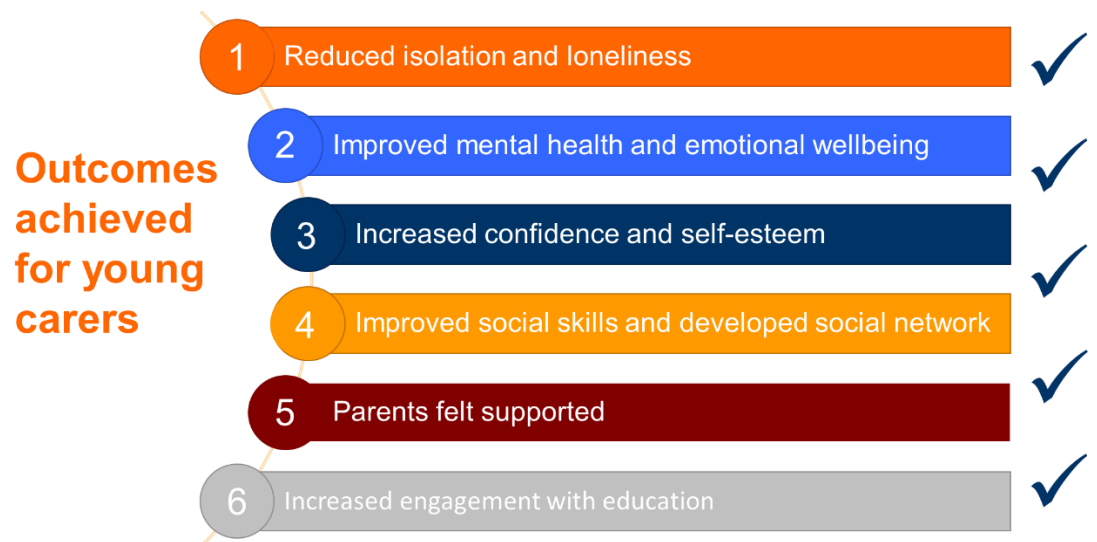 Outcomes
achieved
for young
carers
1 Reduced isolation and loneliness
2 Improved mental health and emotional wellbeing
3 Increased confidence and self-esteem
4 Improved social skills and developed social network
5 Parents felt supported
6 Increased engagement with education